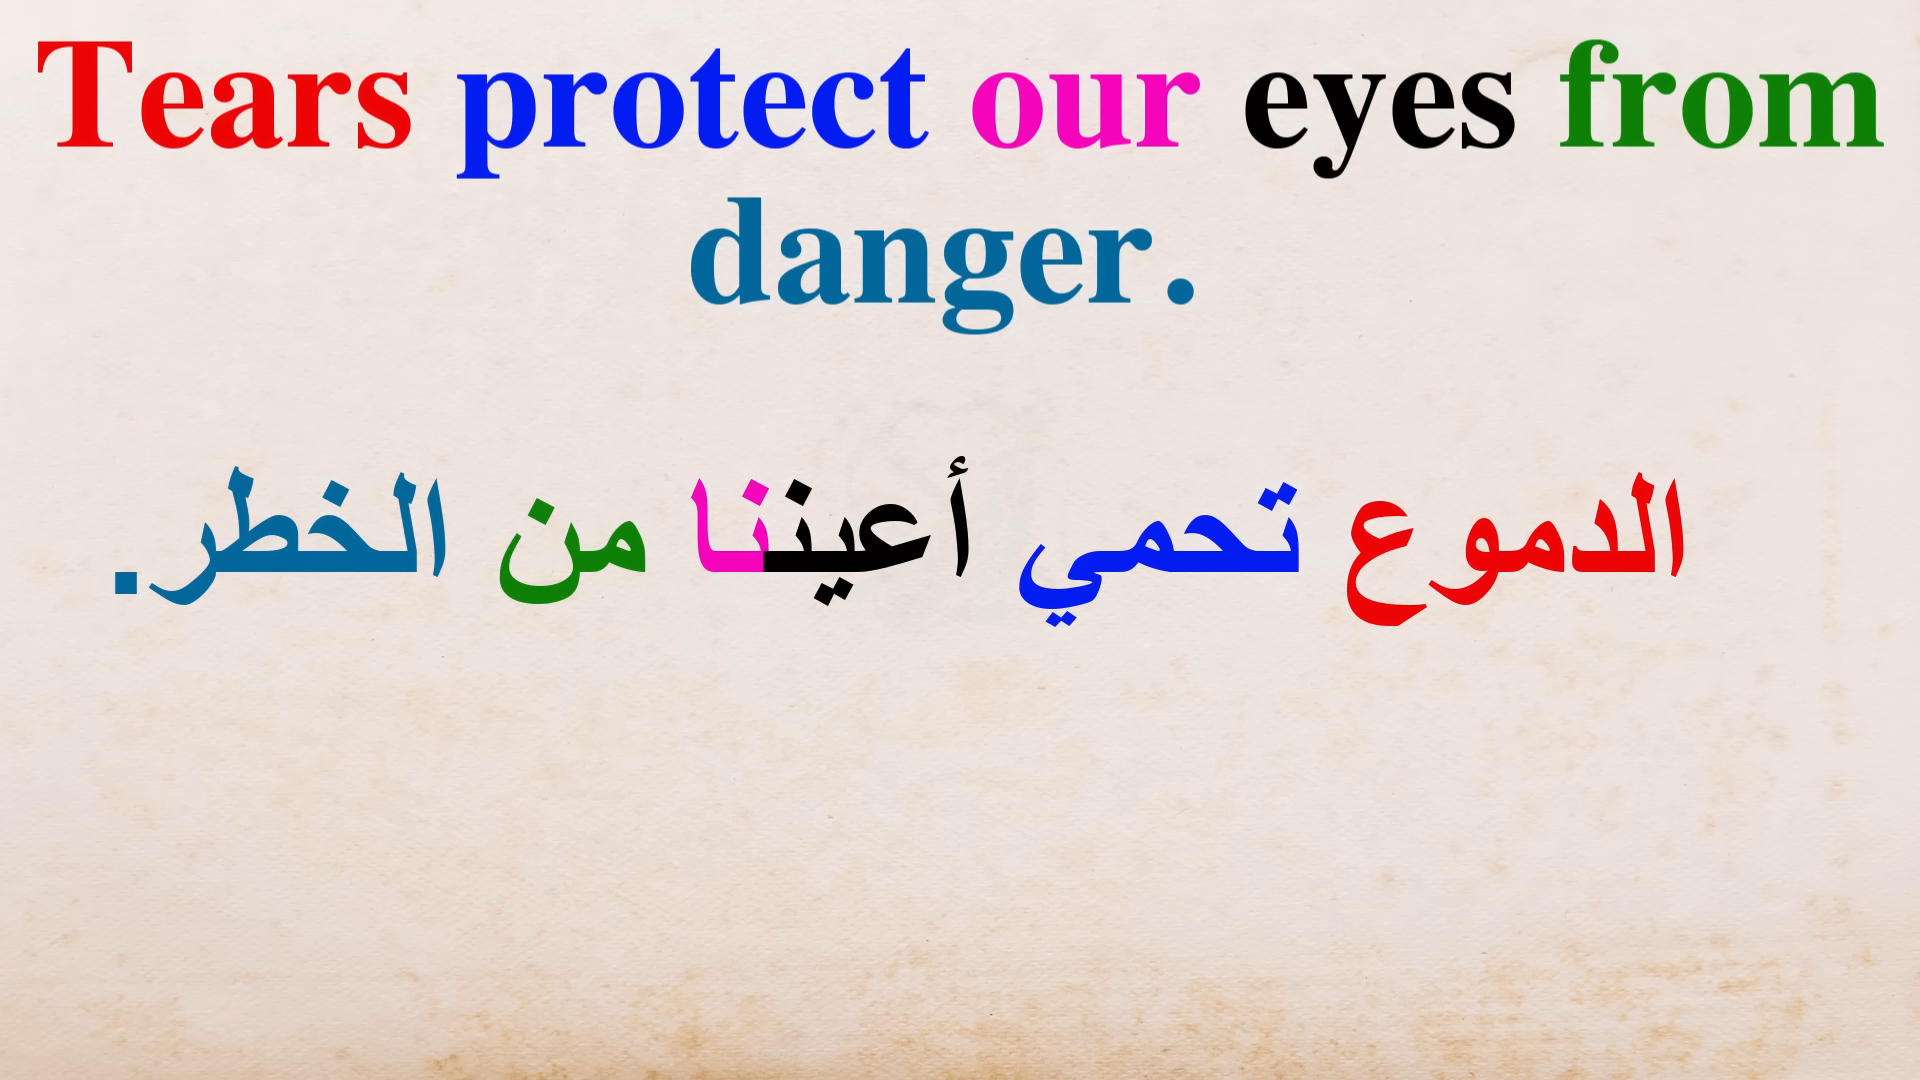 Tears protect our eyes from
danger.
الدموع تحمي أعيننا من الخطر.